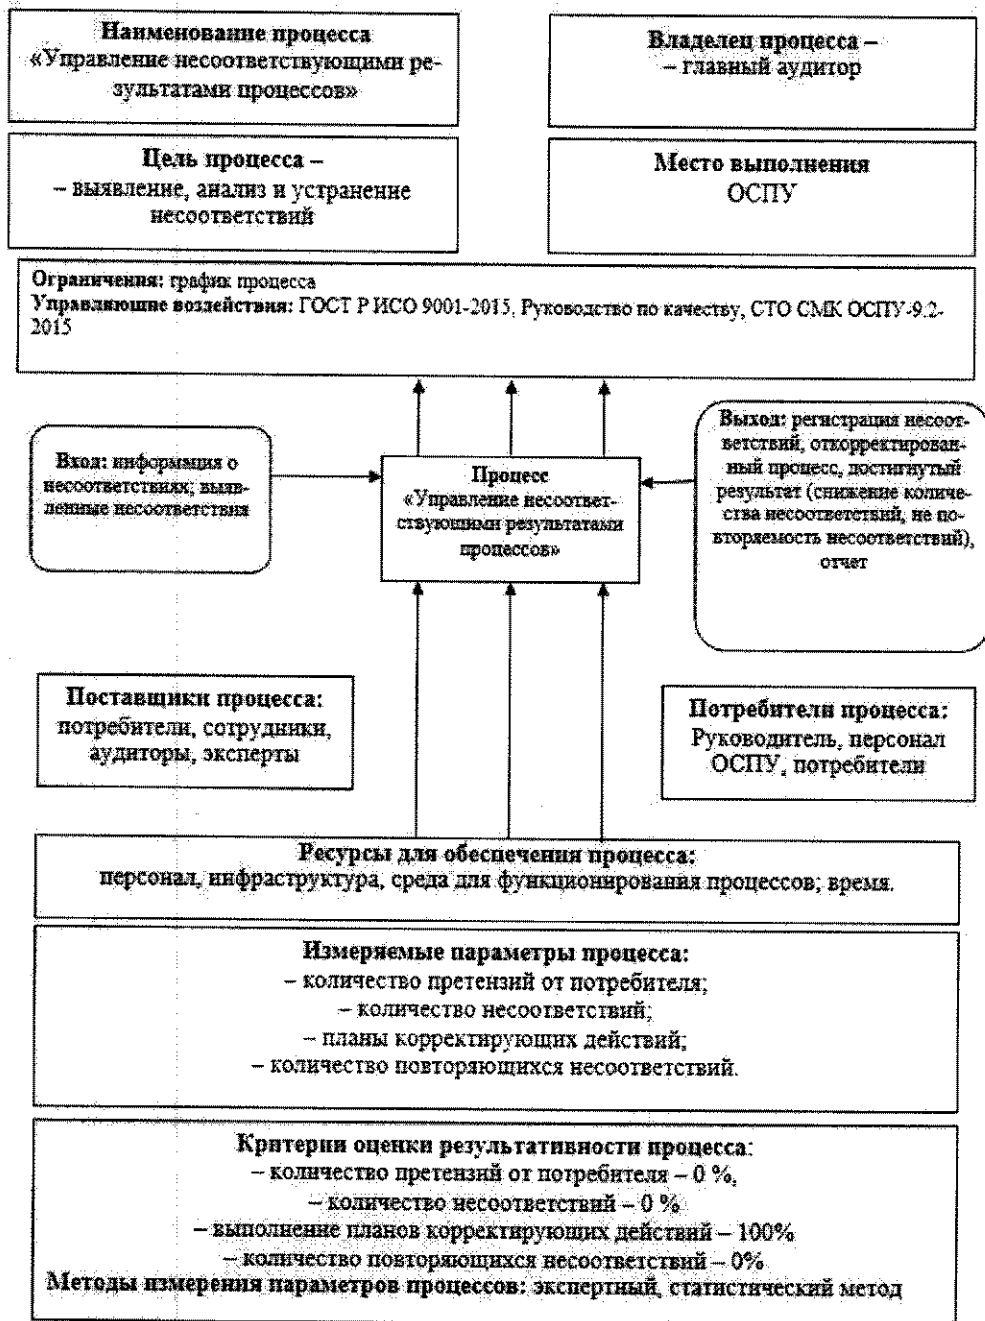 Наименование процесса
«Управление несоответствующими ре-
зультатами процессов»
Владелец процесса –
– главный аудитор
Цель процесса –
– выявление, анализ и устранение
несоответствий
Место выполнения
ОСПУ
Ограничения: график процесса
Управляющие воздействия: ГОСТ Р ИСО 9001-2015, Руководство по качеству, СТО СМК ОСПУ-9.2-
2015
Вход: информация о
несоответствиях; выяв-
ленные несоответствия
Процесс
«Управление несоответ-
ствующими результатами
процессов»
Выход: регистрация несоот-
ветствий, откорректирован-
ный процесс, достигнутый
результат (снижение количе-
ства несоответствий, не по-
вторяемость несоответствий),
отчет
Поставщики процесса:
потребители, сотрудники,
аудиторы, эксперты
Потребители процесса:
Руководитель, персонал
ОСПУ, потребители
Ресурсы для обеспечения процесса:
персонал, инфраструктура, среда для функционирования процессов; время.
Измеряемые параметры процесса:
– количество претензий от потребителя;
– количество несоответствий;
– планы корректирующих действий;
– количество повторяющихся несоответствий.
Критерии оценки результативности процесса:
– количество претензий от потребителя – 0 %,
– количество несоответствий – 0 %
– выполнение планов корректирующих действий – 100%
– количество повторяющихся несоответствий – 0%
Методы измерения параметров процессов: экспертный, статистический метод